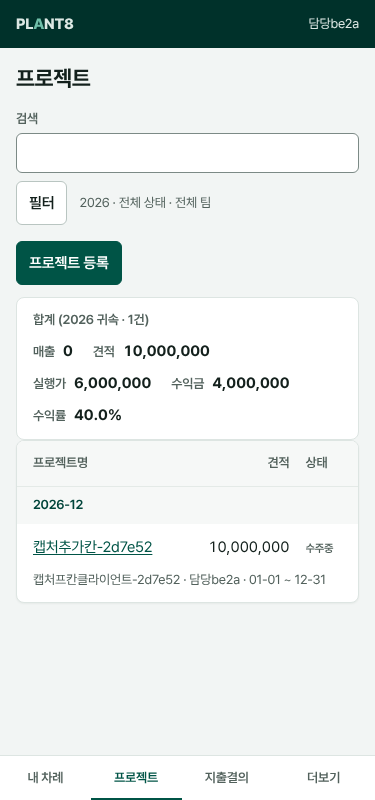 PLANT8 담당be2a
프로젝트
검색
필터 2026 · 전체 상태 · 전체 팀
프로젝트 등록
합계 (2026 귀속 · 1건)
매출 0 견적 10,000,000
실행가 6,000,000 수익금 4,000,000
수익률 40.0%
프로젝트명 견적 상태
2026-12
캡처추가칸-2d7e52 10,000,000 수주중
캡처프칸클라이언트-2d7e52 · 담당be2a · 01-01 ~ 12-31
내 차례 프로젝트 지출결의 더보기